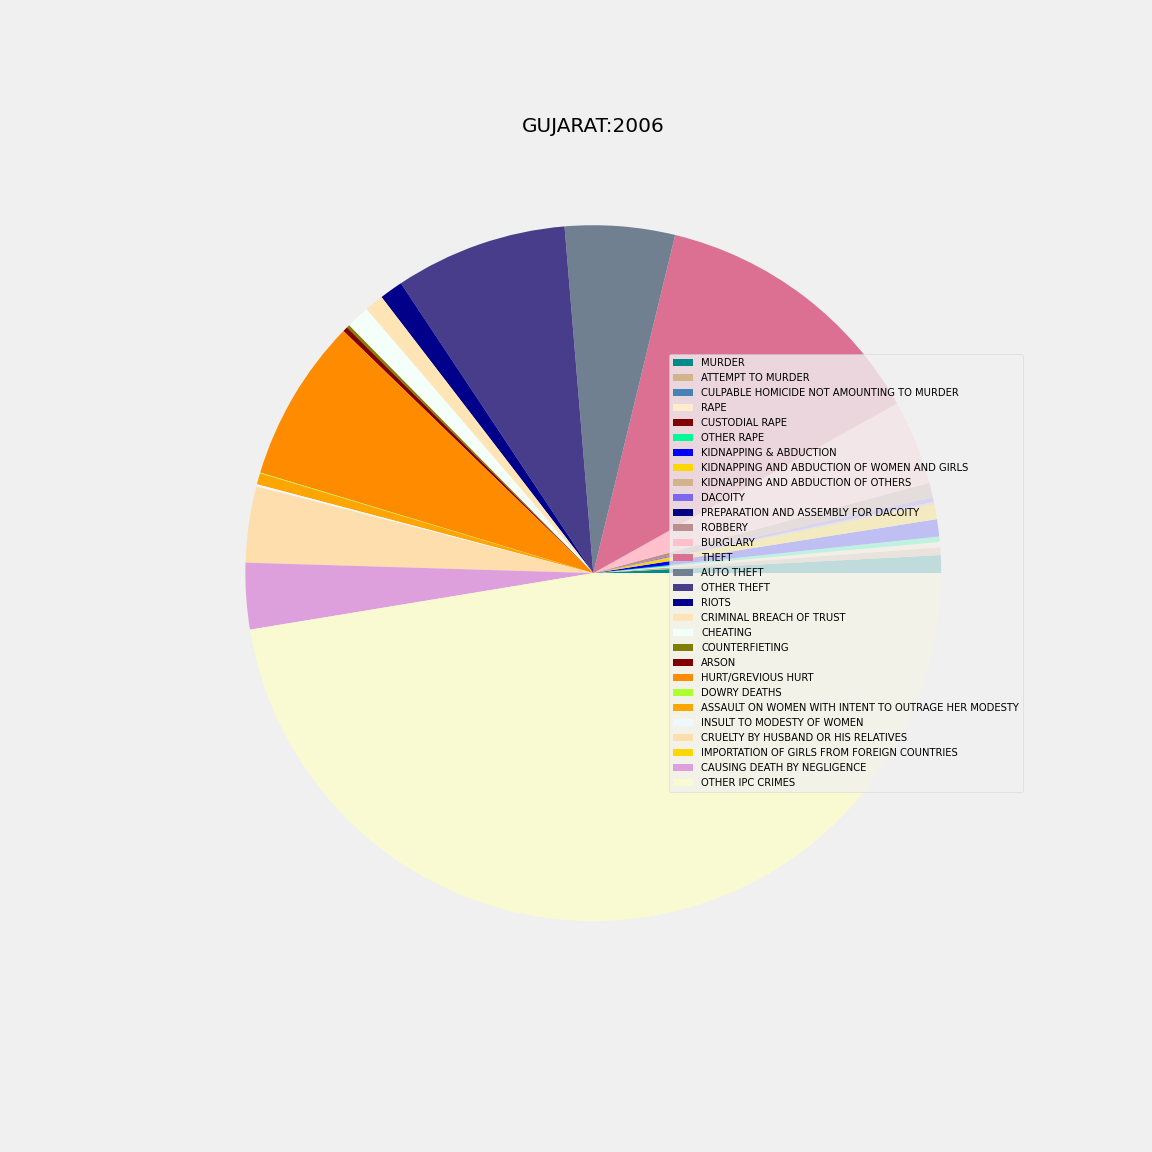 GUJARAT:2006
MURDER
ATTEMPT TO MURDER
CULPABLE HOMICIDE NOT AMOUNTING TO MURDER
RAPE
CUSTODIAL RAPE
OTHER RAPE
KIDNAPPING & ABDUCTION
KIDNAPPING AND ABDUCTION OF WOMEN AND GIRLS
KIDNAPPING AND ABDUCTION OF OTHERS
DACOITY
PREPARATION AND ASSEMBLY FOR DACOITY
ROBBERY
BURGLARY
THEFT
AUTO THEFT
OTHER THEFT
RIOTS
CRIMINAL BREACH OF TRUST
CHEATING
COUNTERFIETING
ARSON
HURT/GREVIOUS HURT
DOWRY DEATHS
ASSAULT ON WOMEN WITH INTENT TO OUTRAGE HER MODESTY
INSULT TO MODESTY OF WOMEN
CRUELTY BY HUSBAND OR HIS RELATIVES
IMPORTATION OF GIRLS FROM FOREIGN COUNTRIES
CAUSING DEATH BY NEGLIGENCE
OTHER IPC CRIMES